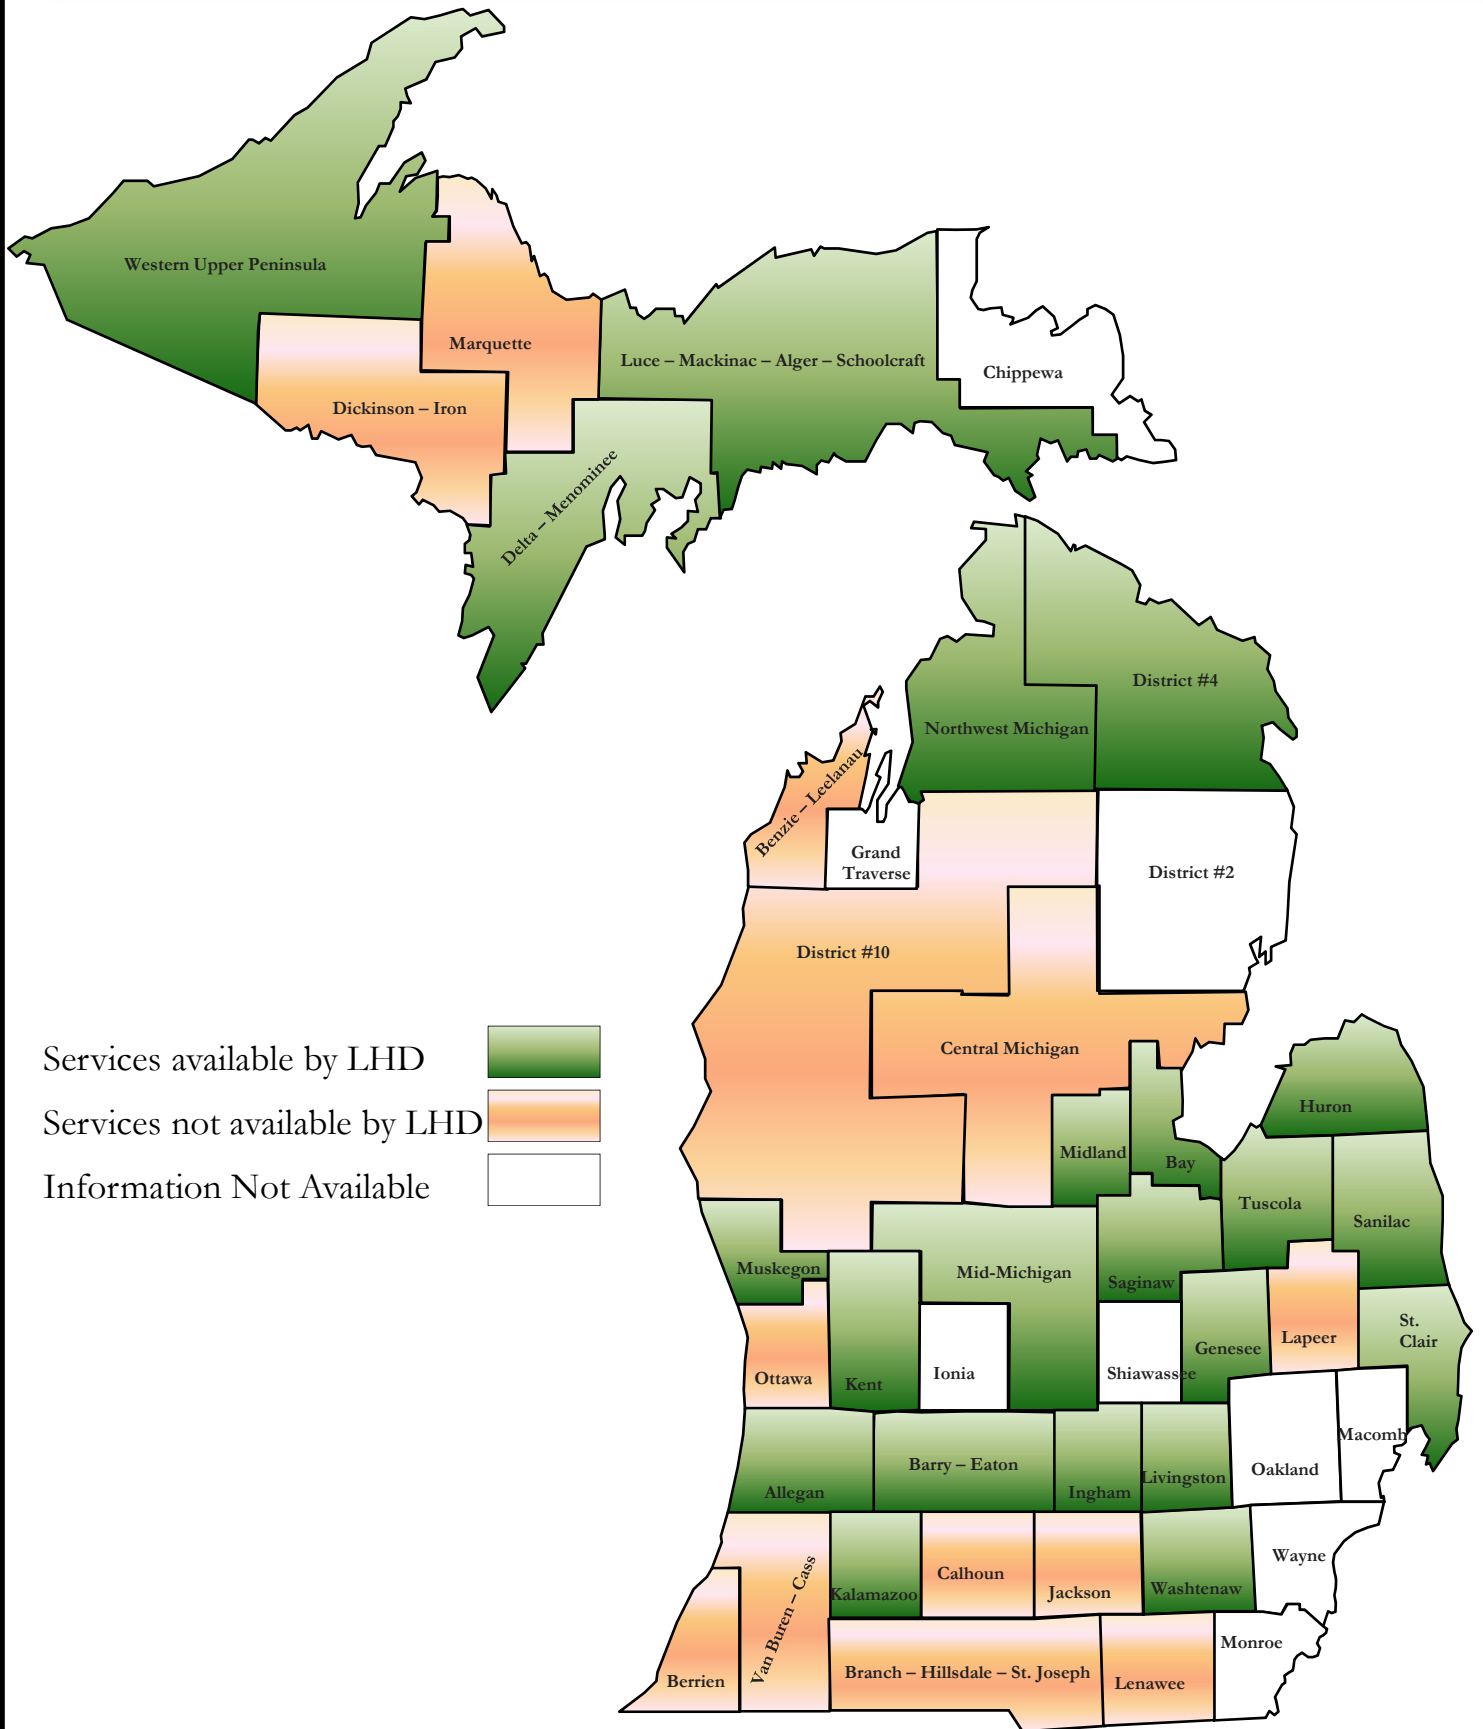 Western Upper Peninsula
Marquette
Luce – Mackinac – Alger – Schoolcraft
Chippewa
Dickinson – Iron
Delta – Menominee
District #4
Northwest Michigan
Benzie – Leelanau
Grand
Traverse
District #2
District #10
Central Michigan
Services available by LHD
Services not available by LHD
Information Not Available
Huron
Midland
Bay
Tuscola
Sanilac
Muskegon
Mid-Michigan
Saginaw
St.
Clair
Lapeer
Genesee
Ottawa
Kent
Ionia
Shiawassee
Macomb
Oakland
Barry – Eaton
Livingston
Allegan
Ingham
Wayne
Calhoun
Jackson
Washtenaw
Kalamazoo
Van Buren – Cass
Monroe
Branch – Hillsdale – St. Joseph
Berrien
Lenawee